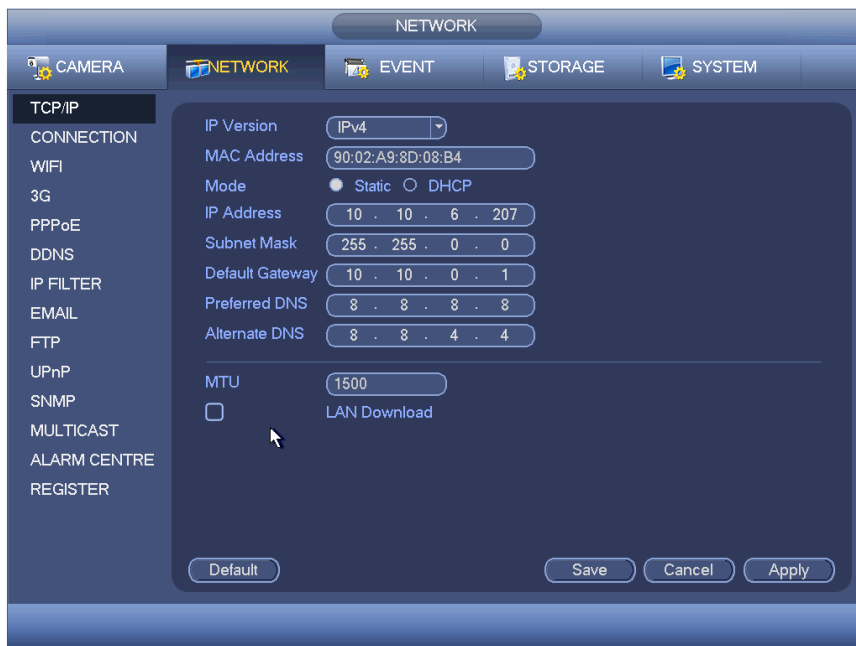 NETWORK
CAMERA NETWORK EVENT STORAGE SYSTEM
TCP/IP
CONNECTION
WIFI
3G
PPPoE
DDNS
IP FILTER
EMAIL
FTP
UPnP
SNMP
MULTICAST
ALARM CENTRE
REGISTER
IP Version IPv4
MAC Address 90:02:A9:8D:08:B4
Mode Static DHCP
IP Address 10 . 10 . 6 . 207
Subnet Mask 255 . 255 . 0 . 0
Default Gateway 10 . 10 . 0 . 1
Preferred DNS 8 . 8 . 8 . 8
Alternate DNS 8 . 8 . 4 . 4
MTU 1500
LAN Download
Default Save Cancel Apply